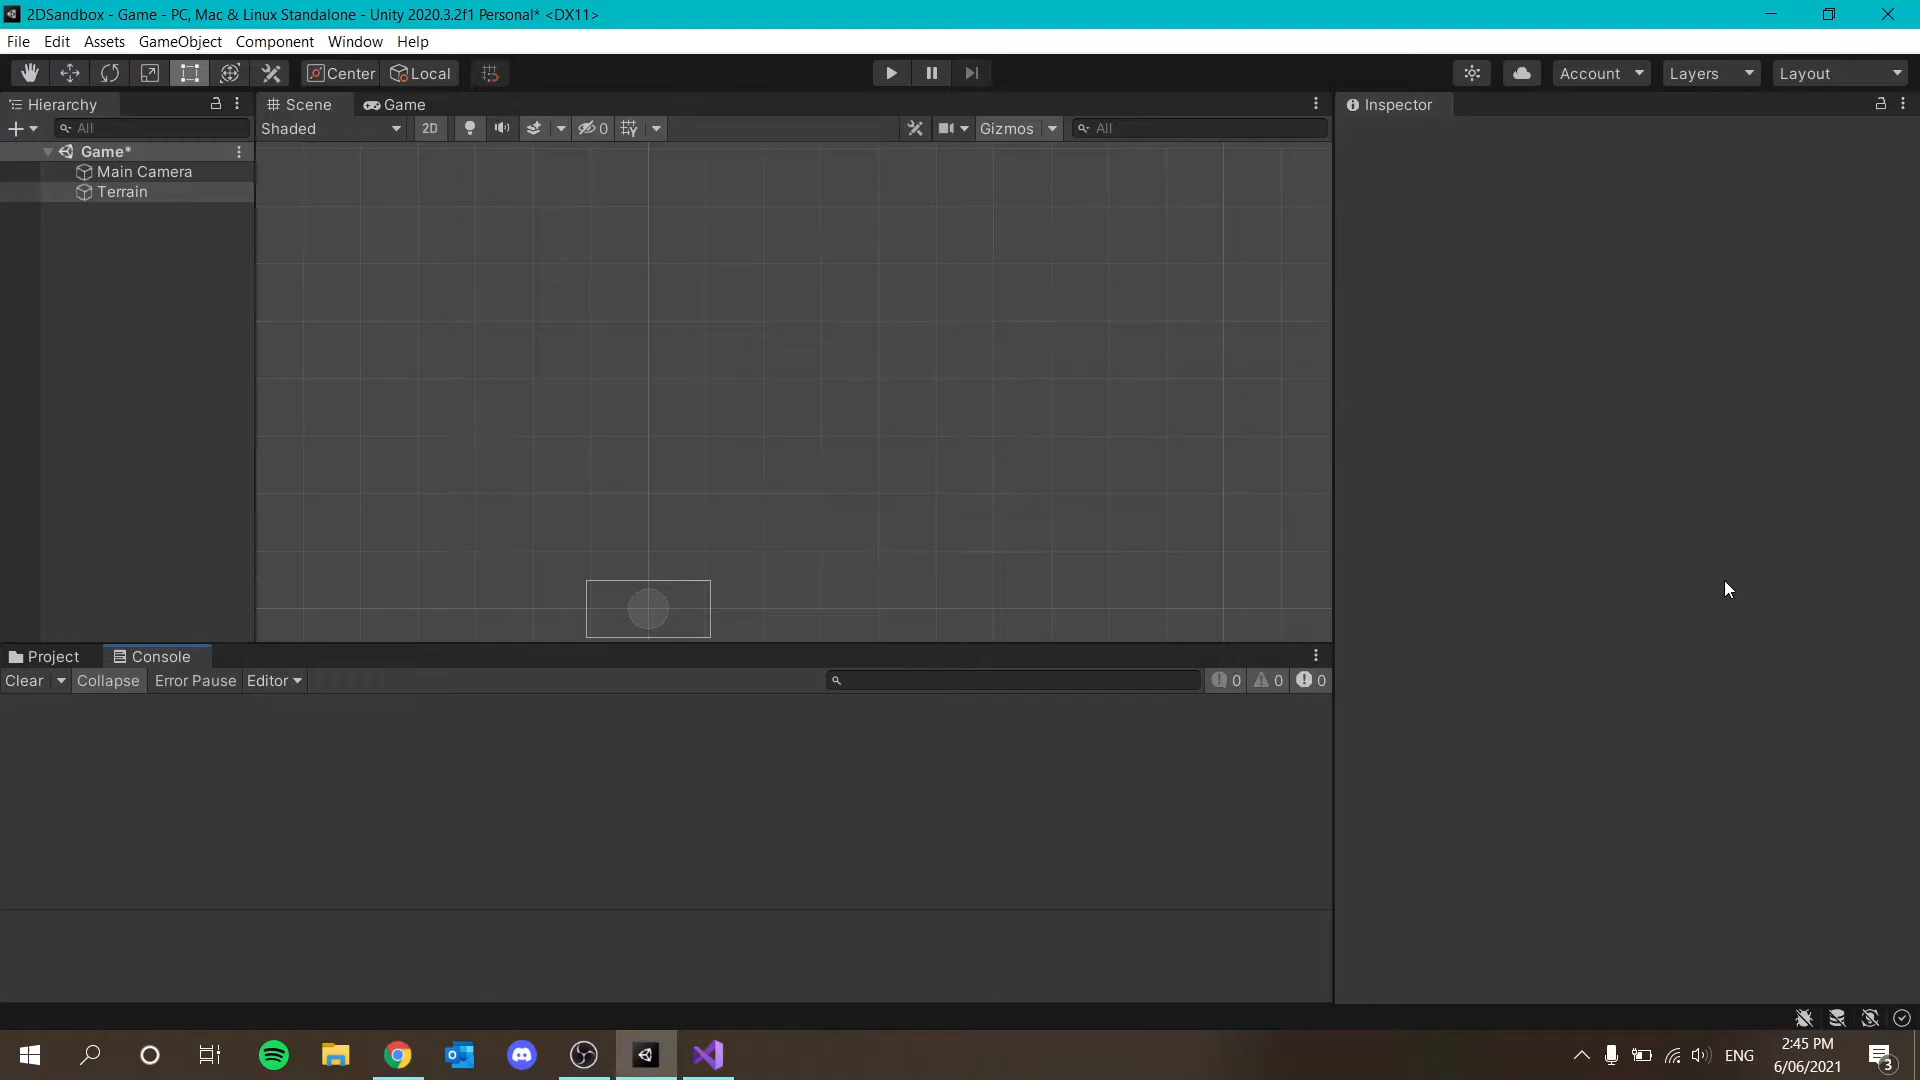 2DSandbox - Game - PC, Mac & Linux Standalone - Unity 2020.3.2f1 Personal* <DX11>
File Edit Assets GameObject Component Window Help
Center Local Account Layers Layout
Hierarchy Scene Game Inspector
All Shaded 2D 0 Gizmos All
Game*
Main Camera
Terrain
Project Console
Clear Collapse Error Pause Editor 0 0 0
ENG
2:45 PM
6/06/2021
3